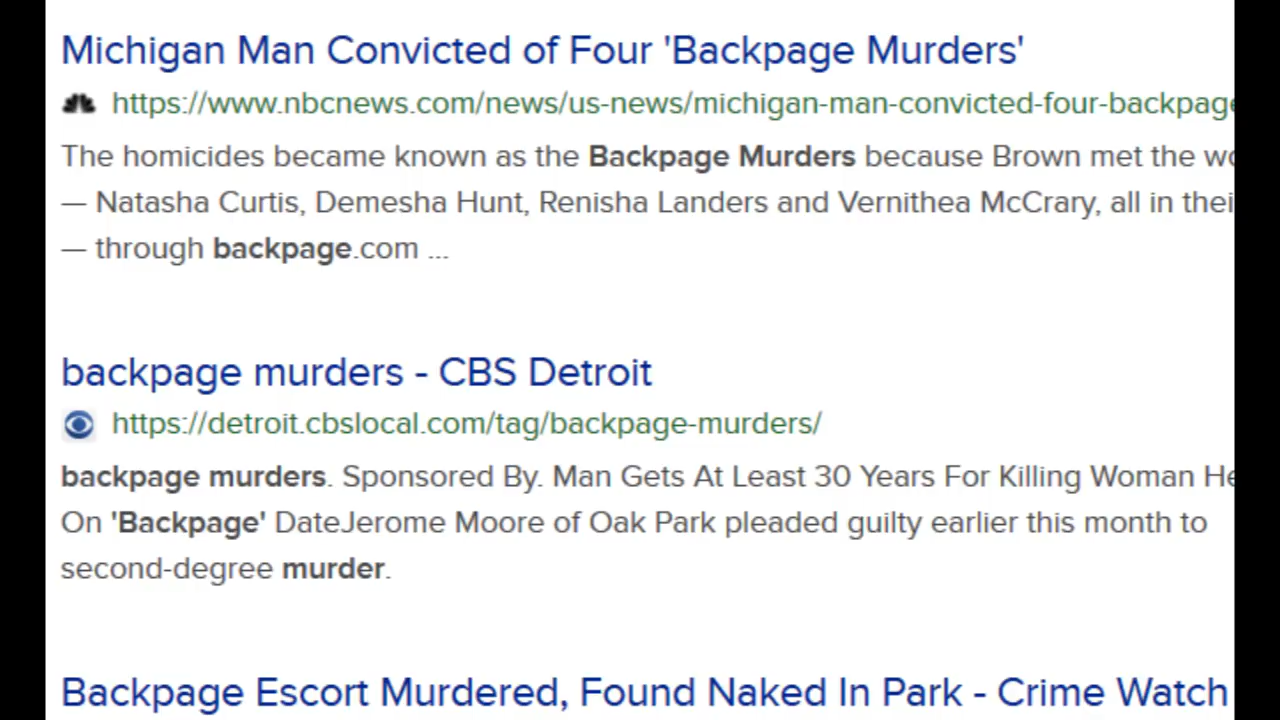 Michigan Man Convicted of Four 'Backpage Murders'
https://www.nbcnews.com/news/us-news/michigan-man-convicted-four-backpage
The homicides became known as the Backpage Murders because Brown met the
— Natasha Curtis, Demesha Hunt, Renisha Landers and Vernithea McCrary, all in
— through backpage.com ...
backpage murders - CBS Detroit
https://detroit.cbslocal.com/tag/backpage-murders/
backpage murders. Sponsored By. Man Gets At Least 30 Years For Killing Woman
On 'Backpage' DateJerome Moore of Oak Park pleaded guilty earlier this month to
second-degree murder.
Backpage Escort Murdered, Found Naked In Park - Crime Watch